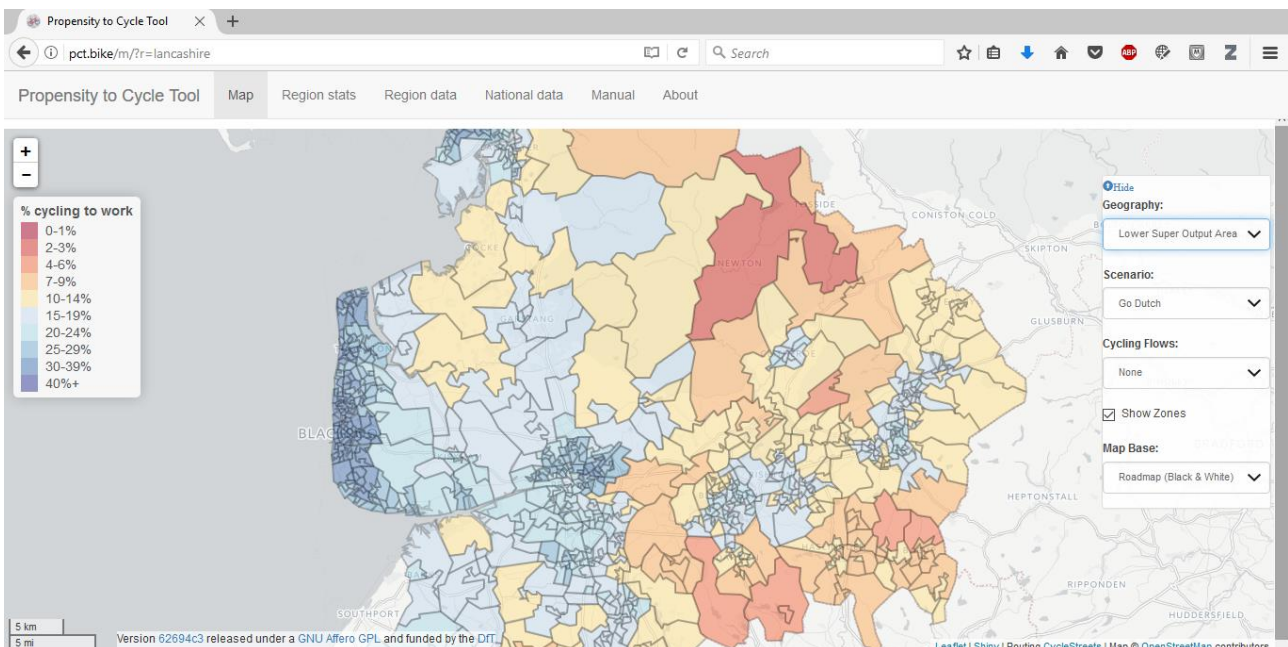 Propensity to Cycle Tool
pct.bike/m/?r=lancashire
Search
ABP
Z
Propensity to Cycle Tool Map Region stats Region data National data Manual About
+
−
% cycling to work
0-1%
2-3%
4-6%
7-9%
10-14%
15-19%
20-24%
25-29%
30-39%
40%+
Hide
Geography:
Lower Super Output Area
Scenario:
Go Dutch
Cycling Flows:
None
Show Zones
Map Base:
Roadmap (Black & White)
CONISTON COLD
SKIPTON
NEWTON
GLUSBURN
HEPTONSTALL
RIPPONDEN
HUDDERSFIELD
SOUTHPORT
5 km
5 mi
Version 62694c3 released under a GNU Affero GPL and funded by the DfT.
Leaflet | Shiny | Routing CycleStreets | Map © OpenStreetMap contributors